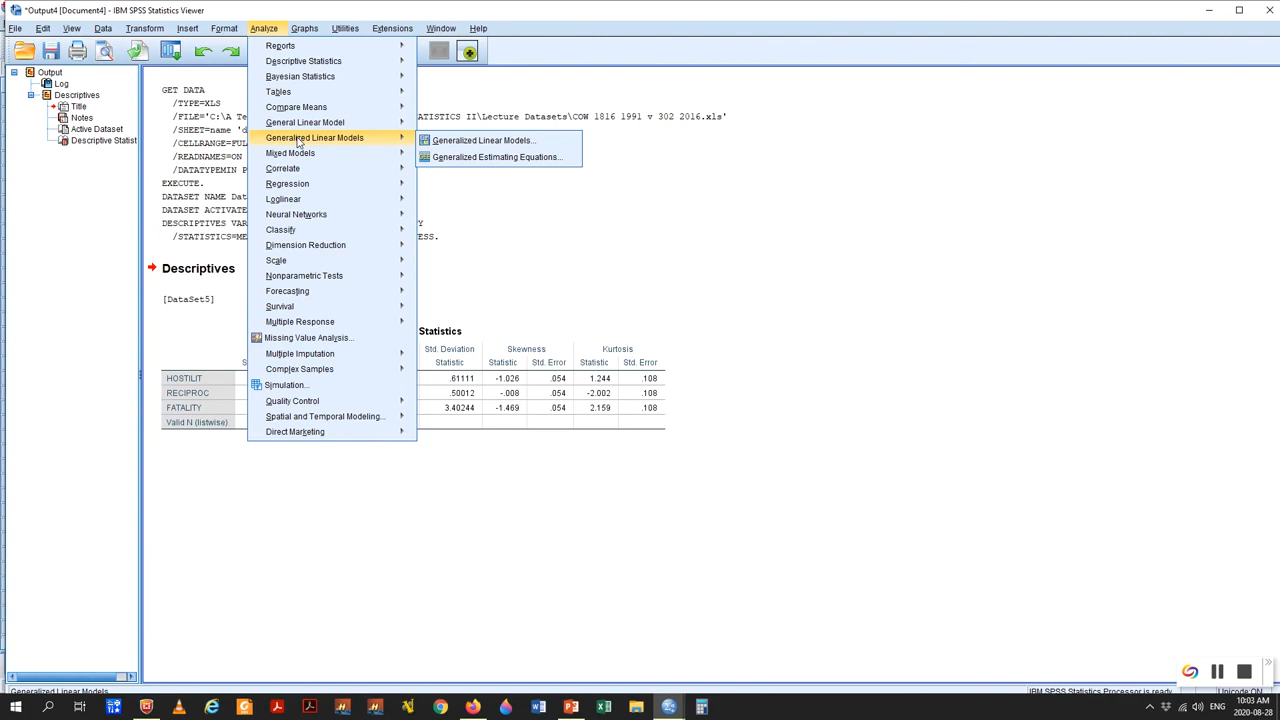 *Output4 [Document4] - IBM SPSS Statistics Viewer
File Edit View Data Transform Insert Format Analyze Graphs Utilities Extensions Window Help
Output
Log
Descriptives
Title
Notes
Active Dataset
Descriptive Statist
Reports
Descriptive Statistics
Bayesian Statistics
Tables
Compare Means
General Linear Model
Generalized Linear Models
Mixed Models
Correlate
Regression
Loglinear
Neural Networks
Classify
Dimension Reduction
Scale
Nonparametric Tests
Forecasting
Survival
Multiple Response
Missing Value Analysis...
Multiple Imputation
Complex Samples
Simulation...
Quality Control
Spatial and Temporal Modeling...
Direct Marketing
Generalized Linear Models...
Generalized Estimating Equations...
GET DATA
/TYPE=XLS
/FILE='C:\A Te ATISTICS II\Lecture Datasets\COW 1816 1991 v 302 2016.xls'
/SHEET=name 'd
/CELLRANGE=FUL
/READNAMES=ON
/DATATYPEMIN P
EXECUTE.
DATASET NAME Dat
DATASET ACTIVATE
DESCRIPTIVES VAR Y
/STATISTICS=ME ESS.
Descriptives
[DataSet5]
Statistics
Std. Deviation Skewness Kurtosis
S Statistic Statistic Std. Error Statistic Std. Error
HOSTILIT .61111 -1.026 .054 1.244 .108
RECIPROC .50012 -.008 .054 -2.002 .108
FATALITY 3.40244 -1.469 .054 2.159 .108
Valid N (listwise)
Generalized Linear Models
IBM SPSS Statistics Processor is ready
Unicode:ON
ENG
10:03 AM
2020-08-28